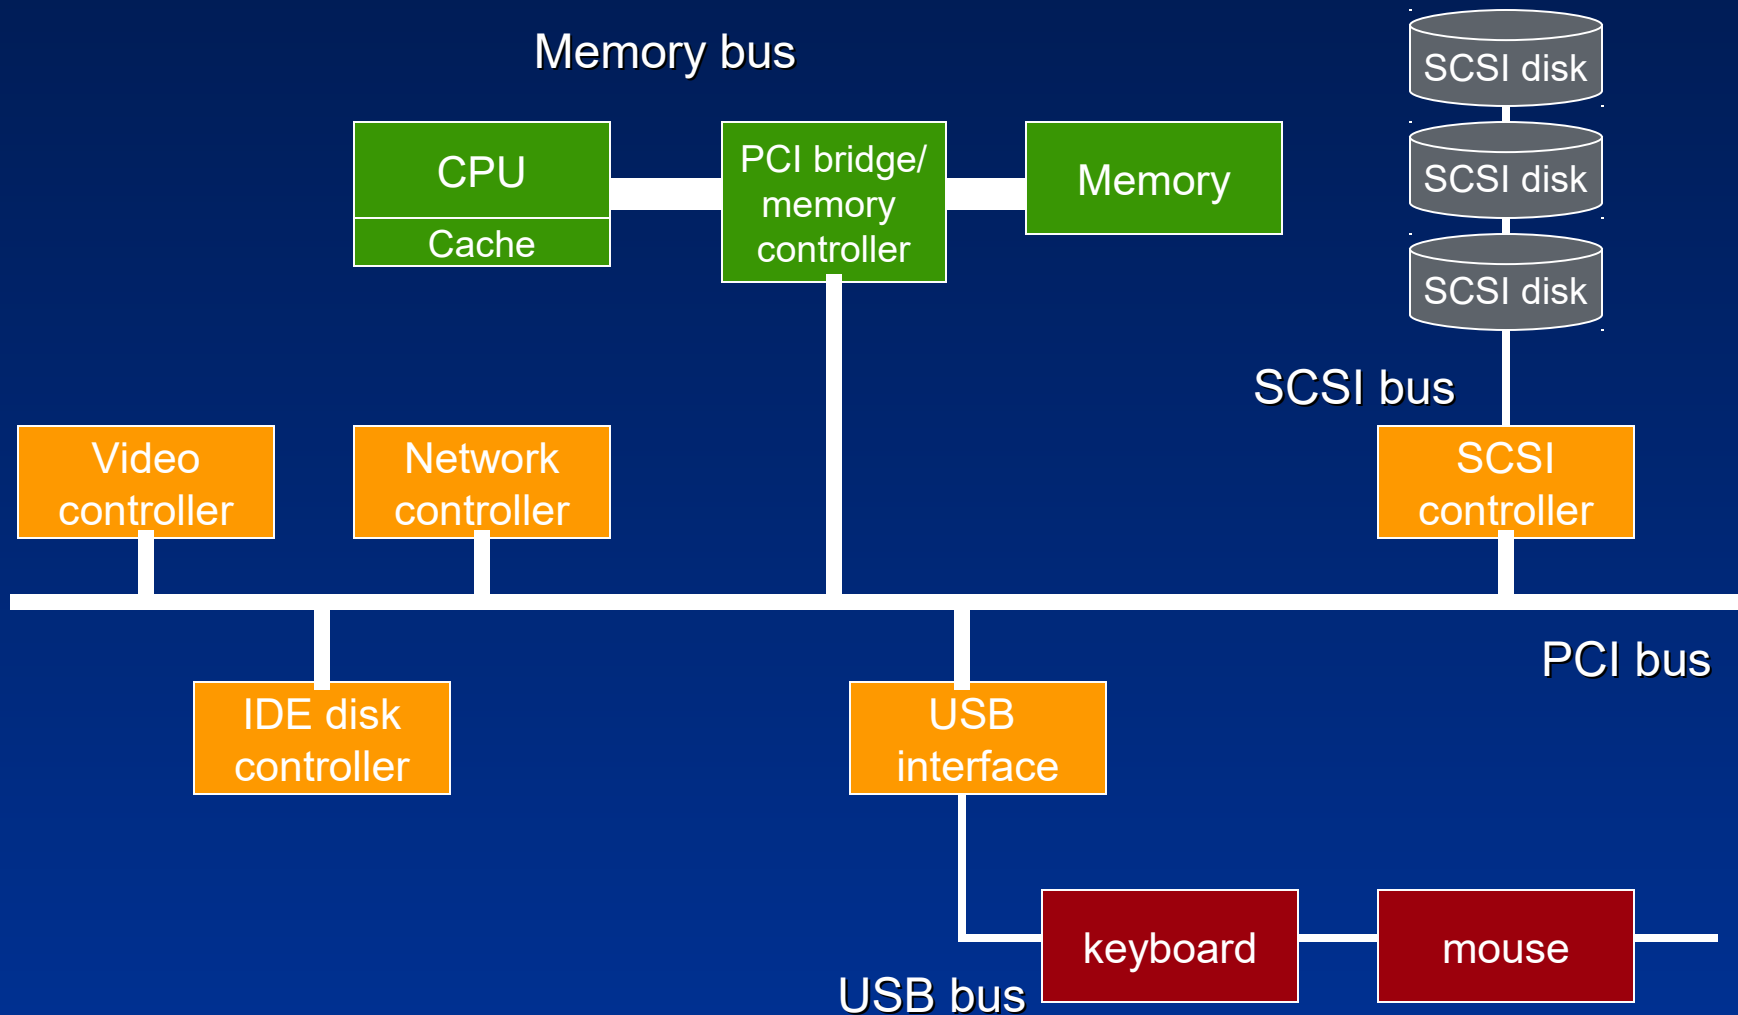 Memory bus
SCSI disk
CPU
Cache
PCI bridge/
memory
controller
Memory
SCSI disk
SCSI disk
SCSI bus
Video
controller
Network
controller
SCSI
controller
PCI bus
IDE disk
controller
USB
interface
keyboard
mouse
USB bus